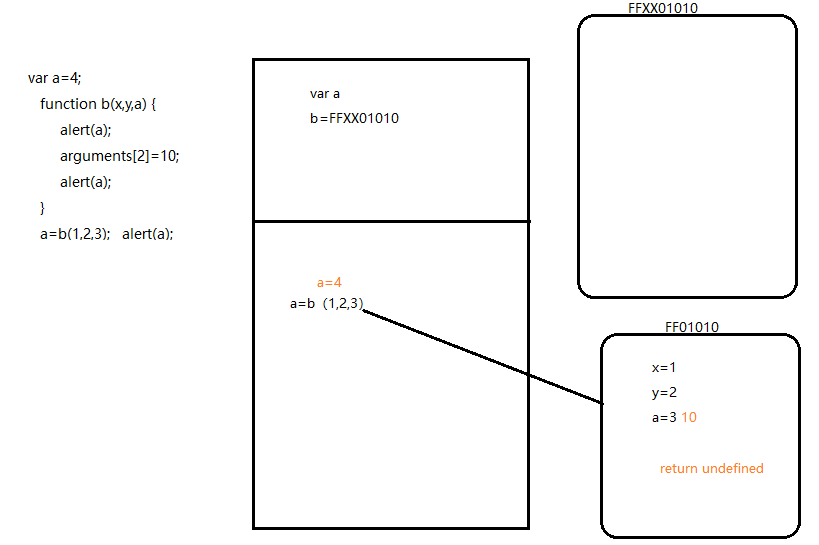 var a=4;
function b(x,y,a) {
alert(a);
arguments[2]=10;
alert(a);
}
a=b(1,2,3);   alert(a);
var a
b=FFXX01010
a=4
a=b  (1,2,3)
FFXX01010
FF01010
x=1
y=2
a=3 10
return undefined